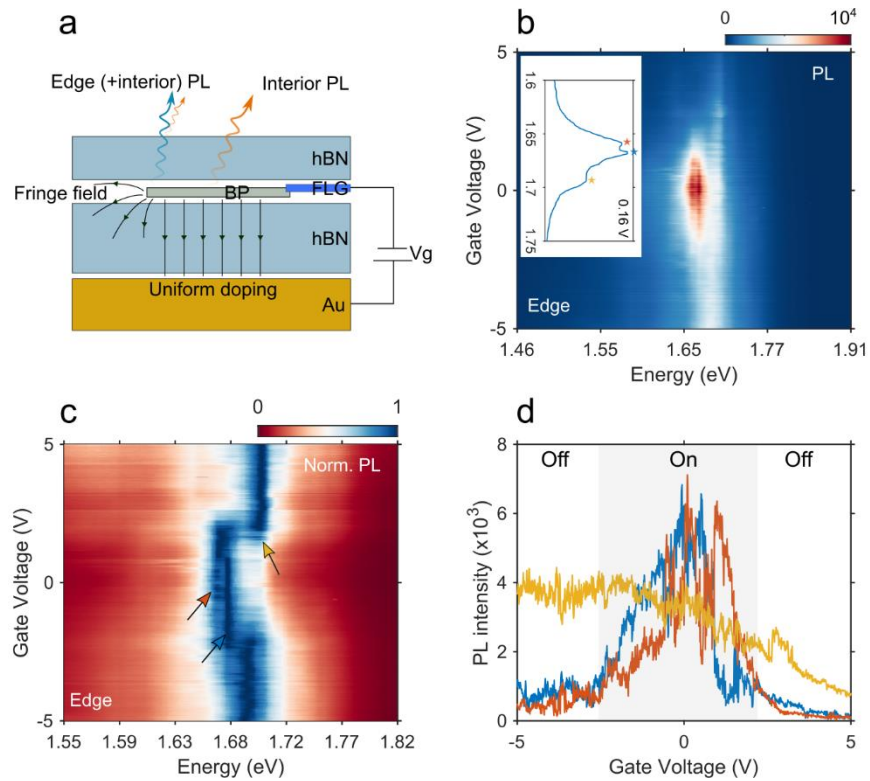 a
Edge (+interior) PL
Interior PL
hBN
Fringe field
BP
FLG
hBN
Vg
Uniform doping
Au
b
0
10⁴
5
0
-5
Gate Voltage (V)
PL
Edge
1.6
1.65
1.7
1.75
0.16 V
1.46
1.55
1.65
1.77
1.91
Energy (eV)
c
0
1
5
0
-5
Gate Voltage (V)
Norm. PL
Edge
1.55
1.59
1.63
1.68
1.72
1.77
1.82
Energy (eV)
d
8
6
4
2
0
PL intensity (x10³)
Off
On
Off
-5
0
5
Gate Voltage (V)